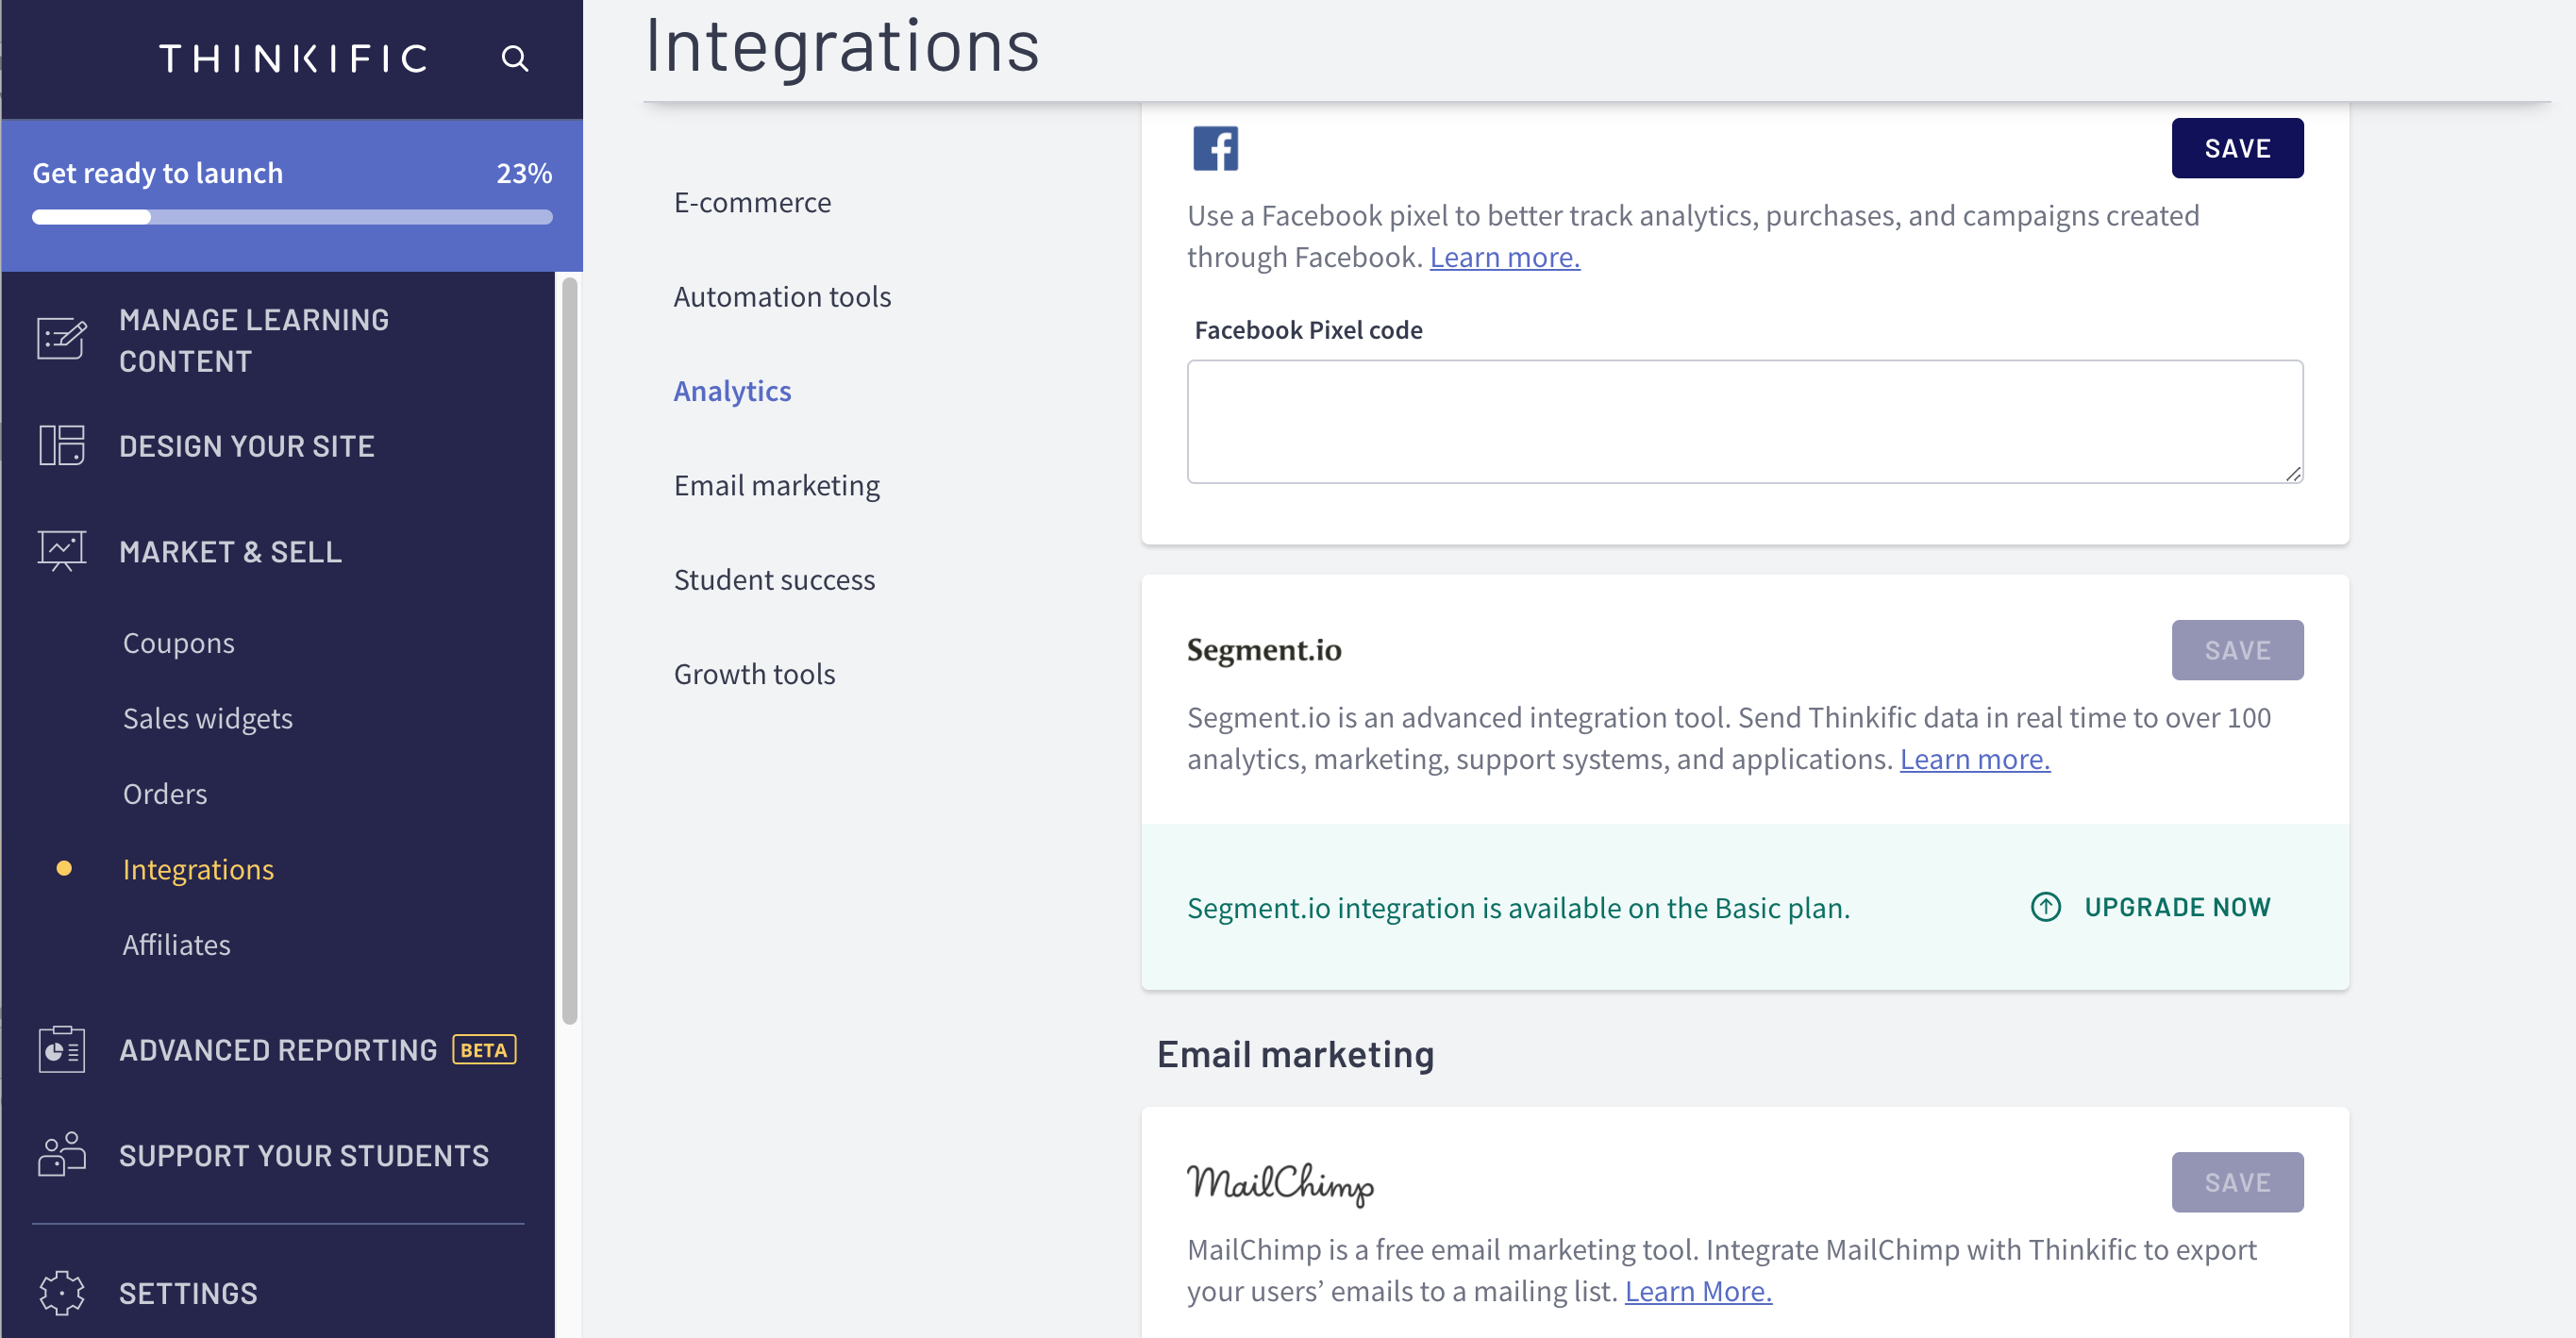 THINKIFIC
Get ready to launch 23%
MANAGE LEARNING
CONTENT
DESIGN YOUR SITE
MARKET & SELL
Coupons
Sales widgets
Orders
Integrations
Affiliates
ADVANCED REPORTING BETA
SUPPORT YOUR STUDENTS
SETTINGS
Integrations
E-commerce
Automation tools
Analytics
Email marketing
Student success
Growth tools
SAVE
Use a Facebook pixel to better track analytics, purchases, and campaigns created
through Facebook. Learn more.
Facebook Pixel code
Segment.io
SAVE
Segment.io is an advanced integration tool. Send Thinkific data in real time to over 100
analytics, marketing, support systems, and applications. Learn more.
Segment.io integration is available on the Basic plan.
UPGRADE NOW
Email marketing
MailChimp
SAVE
MailChimp is a free email marketing tool. Integrate MailChimp with Thinkific to export
your users’ emails to a mailing list. Learn More.